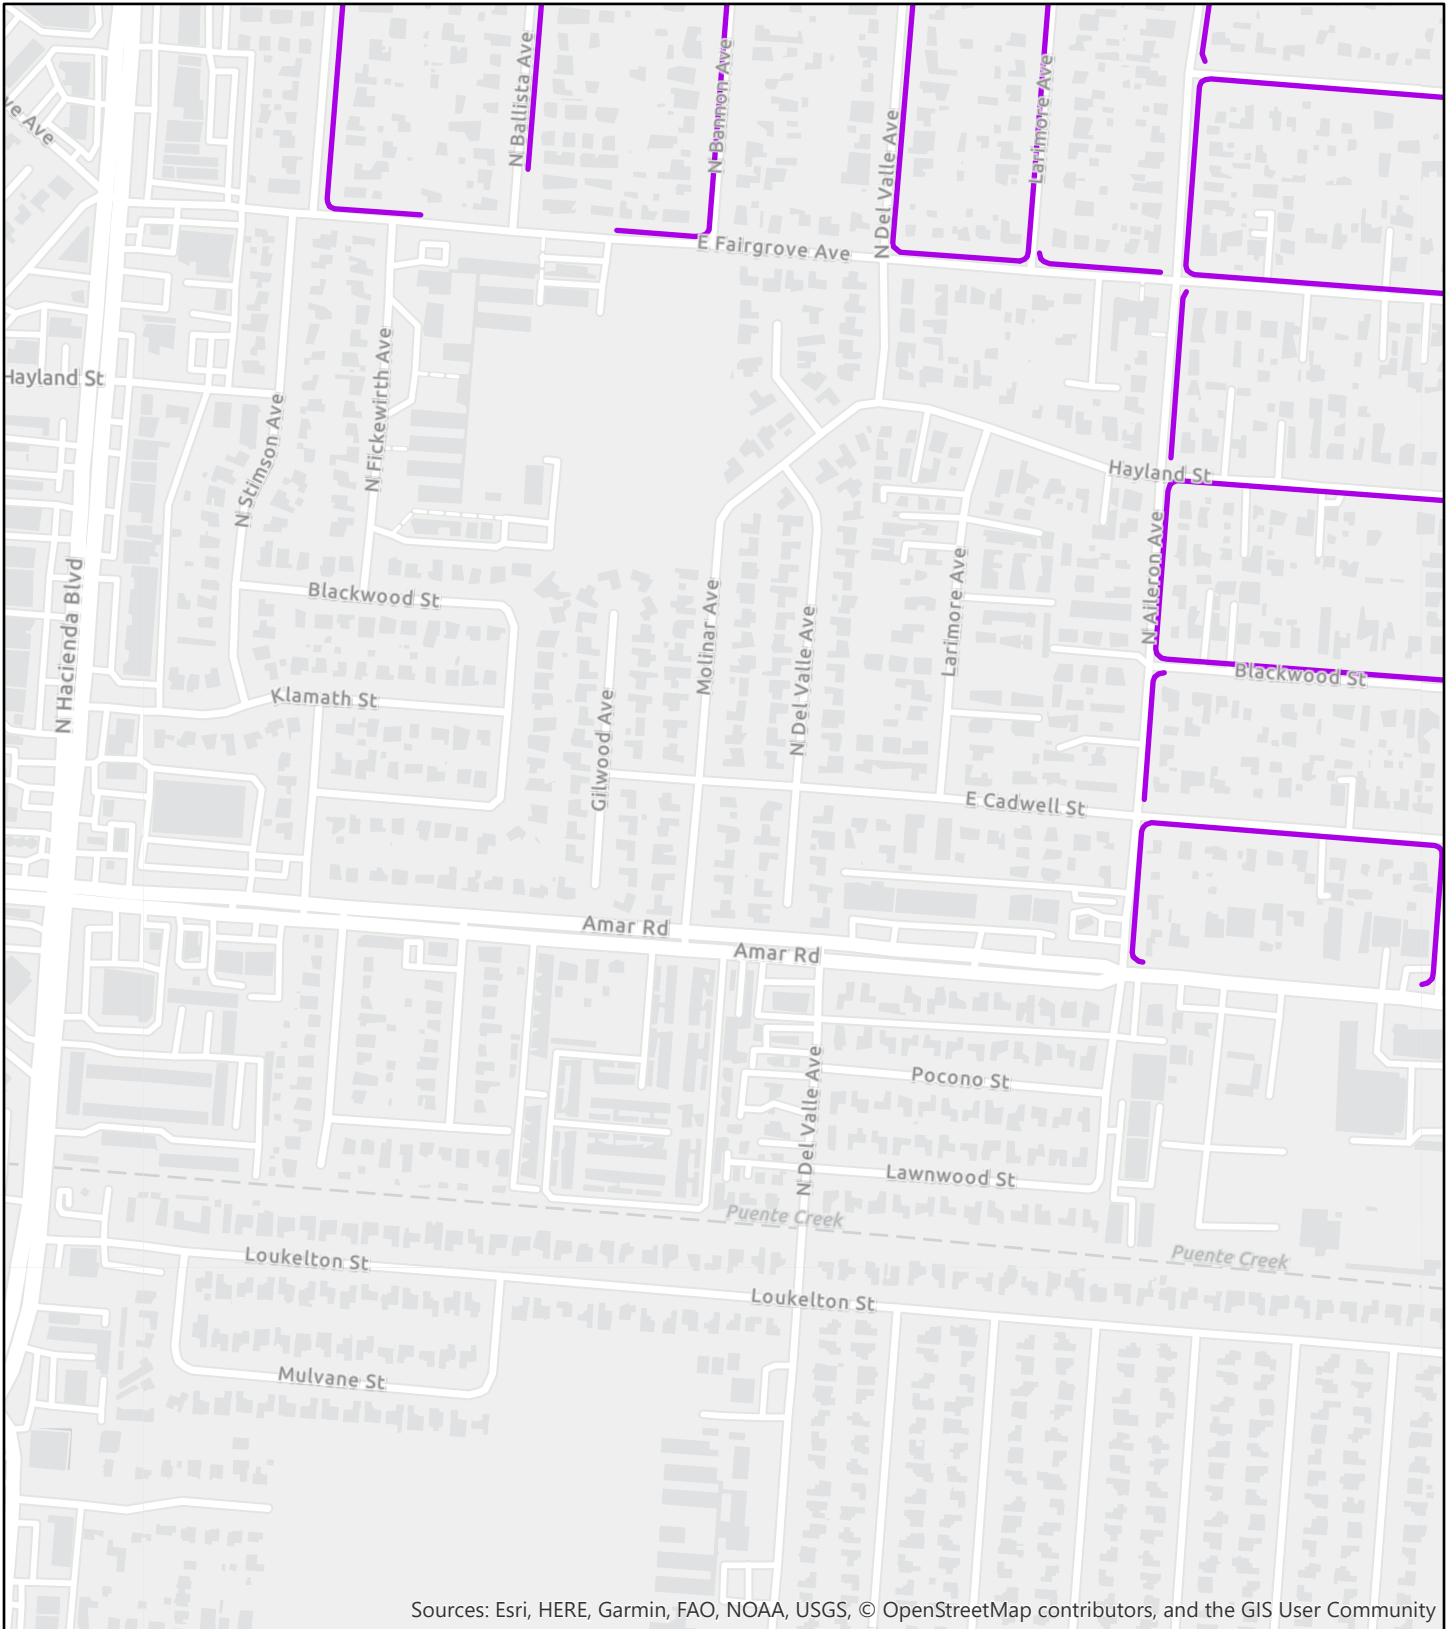 N Ballista Ave
N Bannon Ave
Larimore Ave
ve Ave
N Del Valle Ave
E Fairgrove Ave
Hayland St
N Fickewirth Ave
N Stimson Ave
Hayland St
N Aileron Ave
Blackwood St
Larimore Ave
Molinar Ave
N Del Valle Ave
N Hacienda Blvd
Blackwood St
Klamath St
Gilwood Ave
E Cadwell St
Amar Rd
Amar Rd
Pocono St
N Del Valle Ave
Lawnwood St
Puente Creek
Puente Creek
Loukelton St
Loukelton St
Mulvane St
Sources: Esri, HERE, Garmin, FAO, NOAA, USGS, © OpenStreetMap contributors, and the GIS User Community